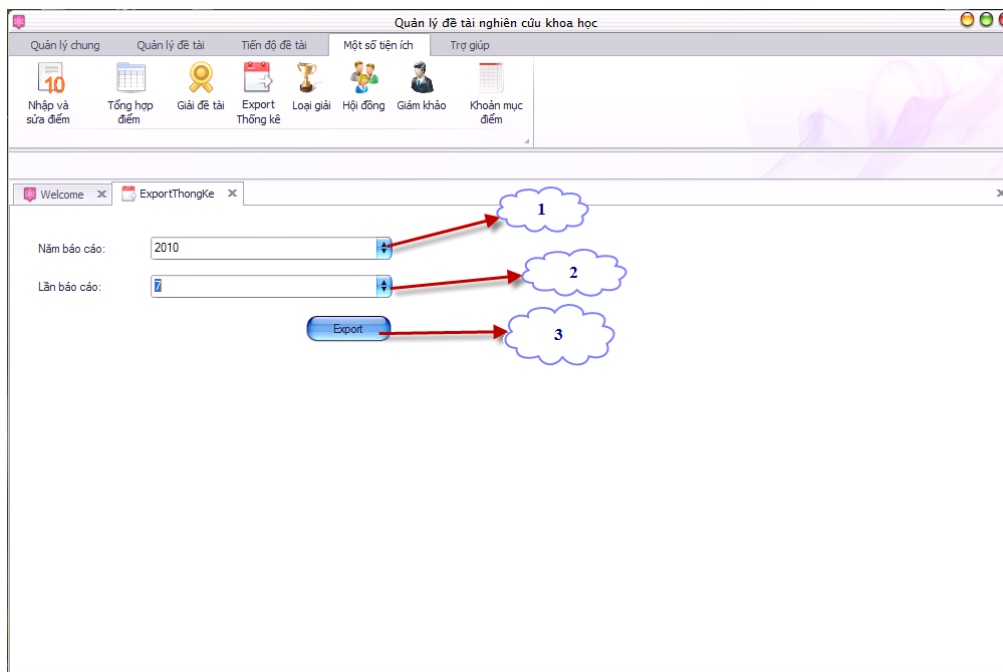 Quản lý đề tài nghiên cứu khoa học
Quản lý chung Quản lý đề tài Tiến độ đề tài Một số tiện ích Trợ giúp
10
Nhập và sửa điểm
Tổng hợp điểm
Giải đề tài
Export Thống kê
Loại giải
Hội đồng
Giám khảo
Khoản mục điểm
Welcome ExportThongKe
1
Năm báo cáo: 2010
2
Lần báo cáo: 7
Export
3